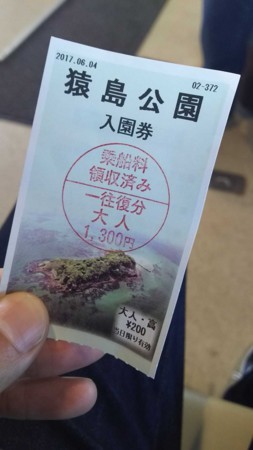 2017.06.04
02-372
猿島公園
入園券
乗船料
領収済み
一往復分
大人
1,300円
大人・高
¥200
当日限り有効